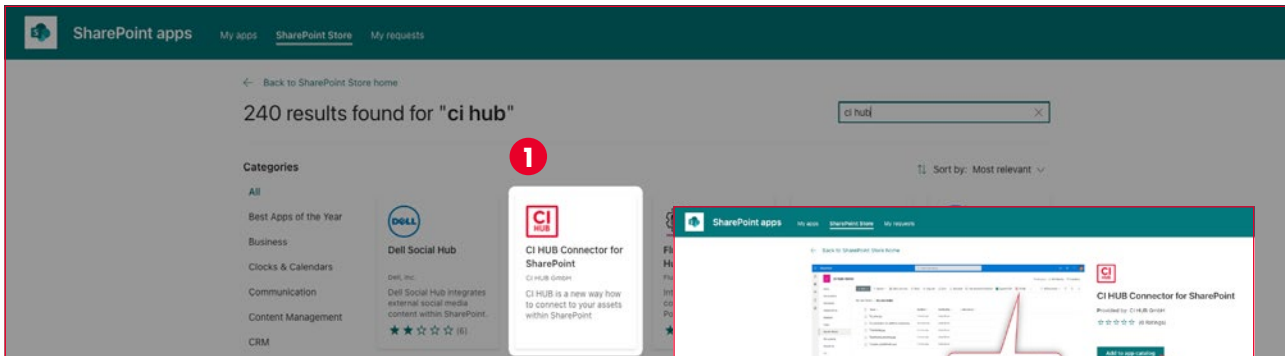 SharePoint apps My apps SharePoint Store My requests
← Back to SharePoint Store home
240 results found for "ci hub"
ci hub
1
Categories
Sort by: Most relevant
All
Best Apps of the Year
Business
Clocks & Calendars
Communication
Content Management
CRM
DELL
Dell Social Hub
Dell, Inc.
Dell Social Hub integrates
external social media
content within SharePoint.
(6)
CI
HUB
CI HUB Connector for
SharePoint
CI HUB GmbH
CI HUB is a new way how
to connect to your assets
within SharePoint
SharePoint apps My apps SharePoint Store My requests
← Back to SharePoint Store home
CI
HUB
CI HUB Connector for SharePoint
Provided by: CI HUB GmbH
Add to app catalog